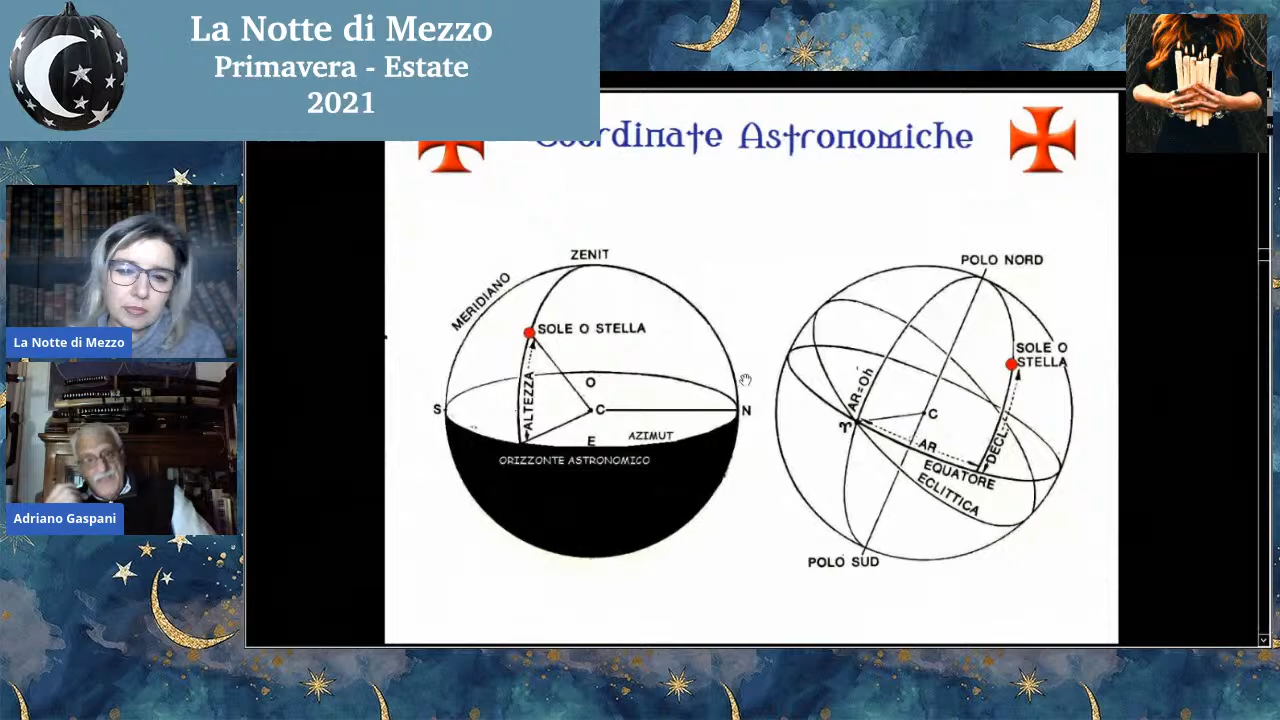 La Notte di Mezzo
Primavera - Estate
2021
Coordinate Astronomiche
ZENIT
MERIDIANO
SOLE O STELLA
ALTEZZA
S
O
C
N
E
AZIMUT
ORIZZONTE ASTRONOMICO
POLO NORD
SOLE O
STELLA
AR=0h
C
AR
DECL.
EQUATORE
ECLITTICA
POLO SUD
La Notte di Mezzo
Adriano Gaspani